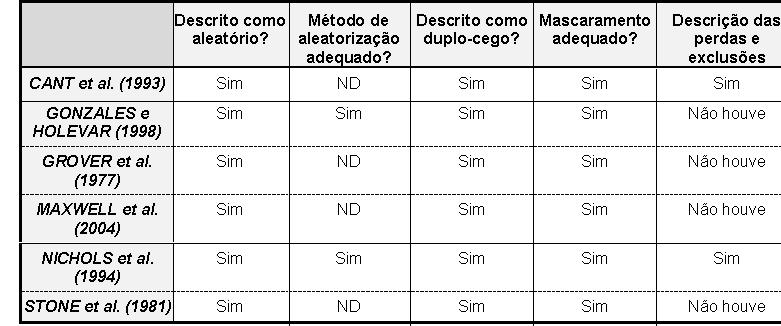 Descrito como aleatório? Método de aleatorização adequado? Descrito como duplo-cego? Mascaramento adequado? Descrição das perdas e exclusões
CANT et al. (1993) Sim ND Sim Sim Sim
GONZALES e HOLEVAR (1998) Sim Sim Sim Sim Não houve
GROVER et al. (1977) Sim ND Sim Sim Não houve
MAXWELL et al. (2004) Sim ND Sim Sim Não houve
NICHOLS et al. (1994) Sim Sim Sim Sim Sim
STONE et al. (1981) Sim ND Sim Sim Não houve